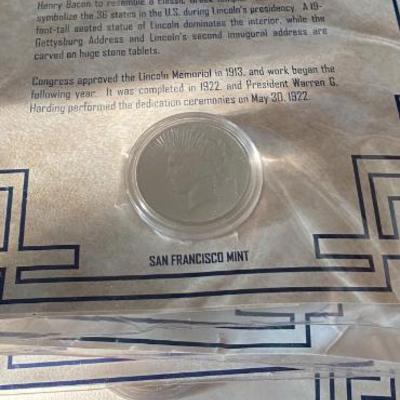 Henry Bacon to resemble a classic Greek
symbolize the 36 states in the U.S. during Lincoln's presidency. A 19-
foot-tall seated statue of Lincoln dominates the interior, while the
Gettysburg Address and Lincoln's second inaugural address are
carved on huge stone tablets.
Congress approved the Lincoln Memorial in 1913, and work began the
following year. It was completed in 1922, and President Warren G.
Harding performed the dedication ceremonies on May 30, 1922.
SAN FRANCISCO MINT